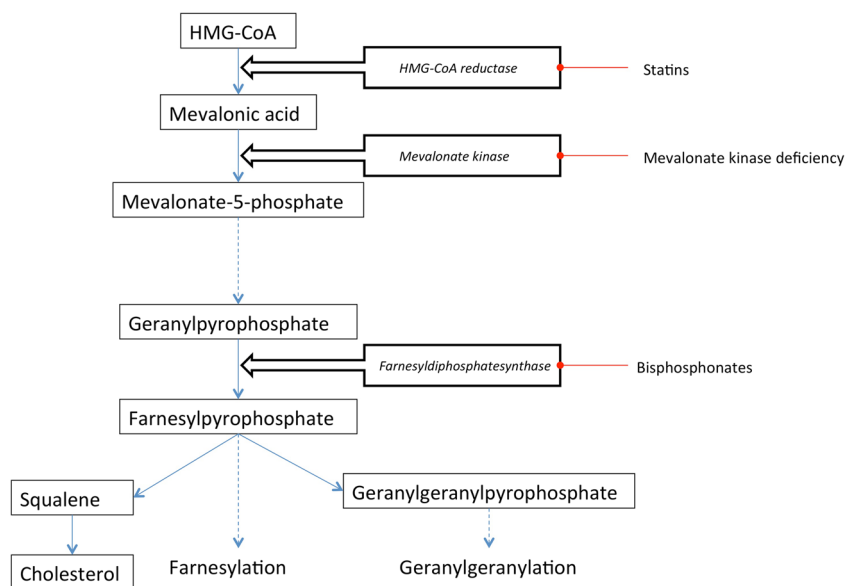 HMG-CoA
HMG-CoA reductase
Statins
Mevalonic acid
Mevalonate kinase
Mevalonate kinase deficiency
Mevalonate-5-phosphate
Geranylpyrophosphate
Farnesyldiphosphatesynthase
Bisphosphonates
Farnesylpyrophosphate
Squalene
Geranylgeranylpyrophosphate
Cholesterol
Farnesylation
Geranylgeranylation